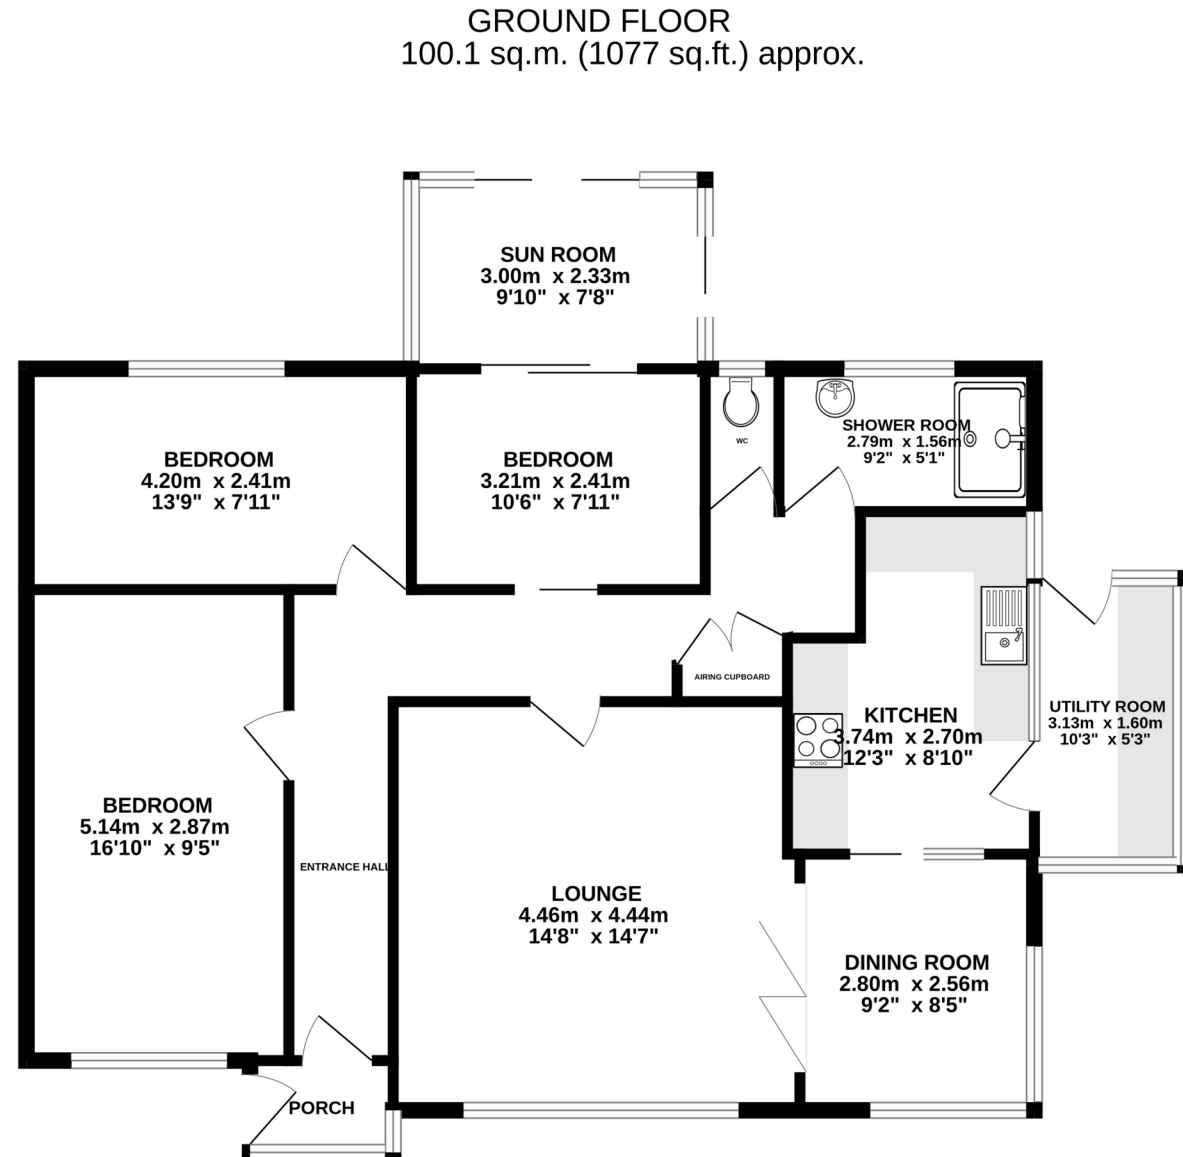 GROUND FLOOR
100.1 sq.m. (1077 sq.ft.) approx.
SUN ROOM
3.00m x 2.33m
9'10" x 7'8"
BEDROOM
4.20m x 2.41m
13'9" x 7'11"
BEDROOM
3.21m x 2.41m
10'6" x 7'11"
WC
SHOWER ROOM
2.79m x 1.56m
9'2" x 5'1"
AIRING CUPBOARD
KITCHEN
3.74m x 2.70m
12'3" x 8'10"
UTILITY ROOM
3.13m x 1.60m
10'3" x 5'3"
BEDROOM
5.14m x 2.87m
16'10" x 9'5"
ENTRANCE HALL
LOUNGE
4.46m x 4.44m
14'8" x 14'7"
DINING ROOM
2.80m x 2.56m
9'2" x 8'5"
PORCH